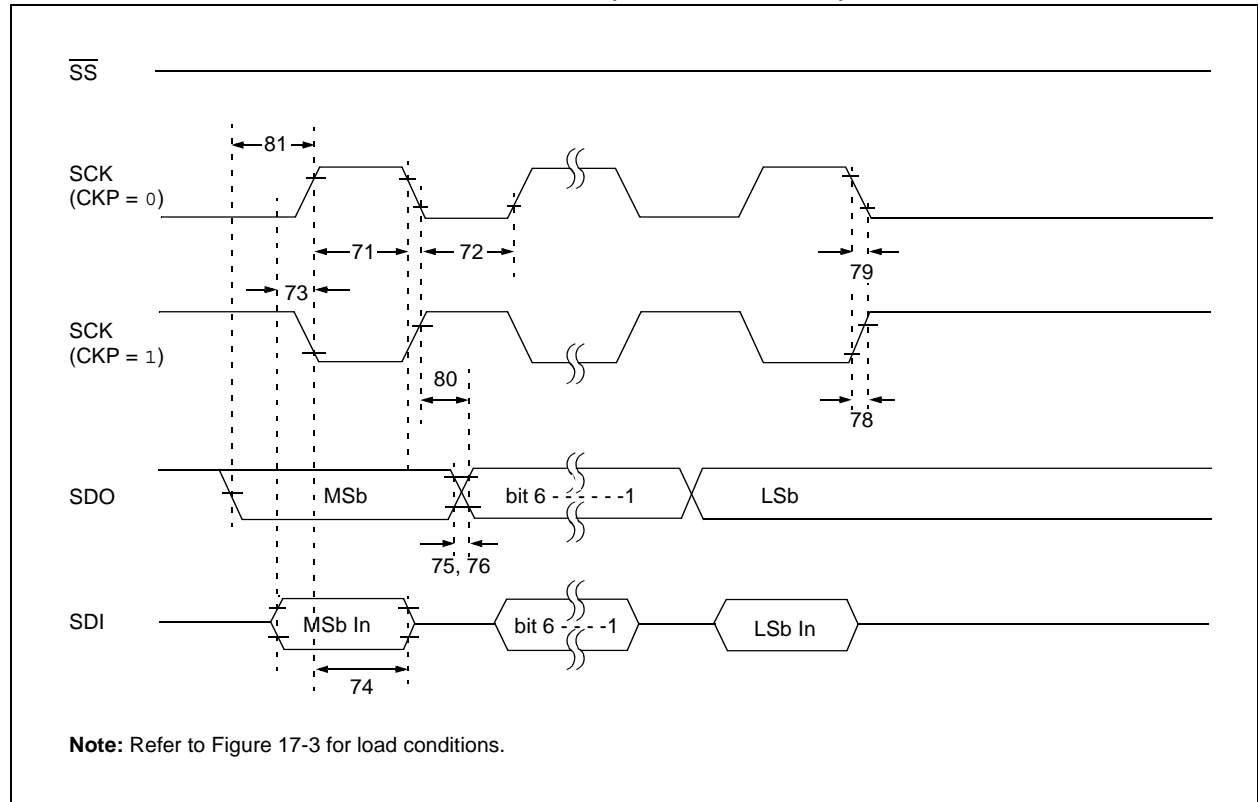 SS
81
SCK
(CKP = 0)
71
72
79
73
SCK
(CKP = 1)
80
78
SDO
MSb
bit 6 - - - - - - -1
LSb
75, 76
SDI
MSb In
bit 6 - - - - -1
LSb In
74
Note: Refer to Figure 17-3 for load conditions.